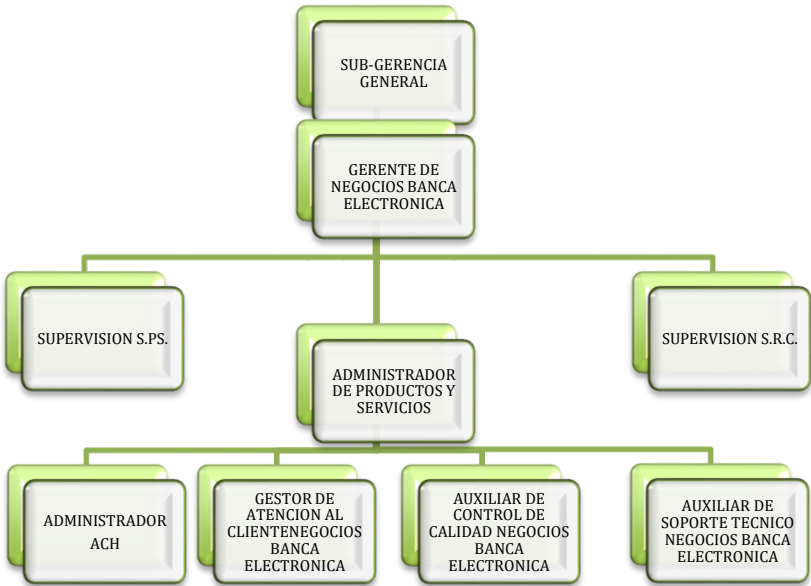 SUB-GERENCIA
GENERAL
GERENTE DE
NEGOCIOS BANCA
ELECTRONICA
SUPERVISION S.PS.
SUPERVISION S.R.C.
ADMINISTRADOR
DE PRODUCTOS Y
SERVICIOS
ADMINISTRADOR
ACH
GESTOR DE
ATENCION AL
CLIENTENEGOCIOS
BANCA
ELECTRONICA
AUXILIAR DE
CONTROL DE
CALIDAD NEGOCIOS
BANCA
ELECTRONICA
AUXILIAR DE
SOPORTE TECNICO
NEGOCIOS BANCA
ELECTRONICA